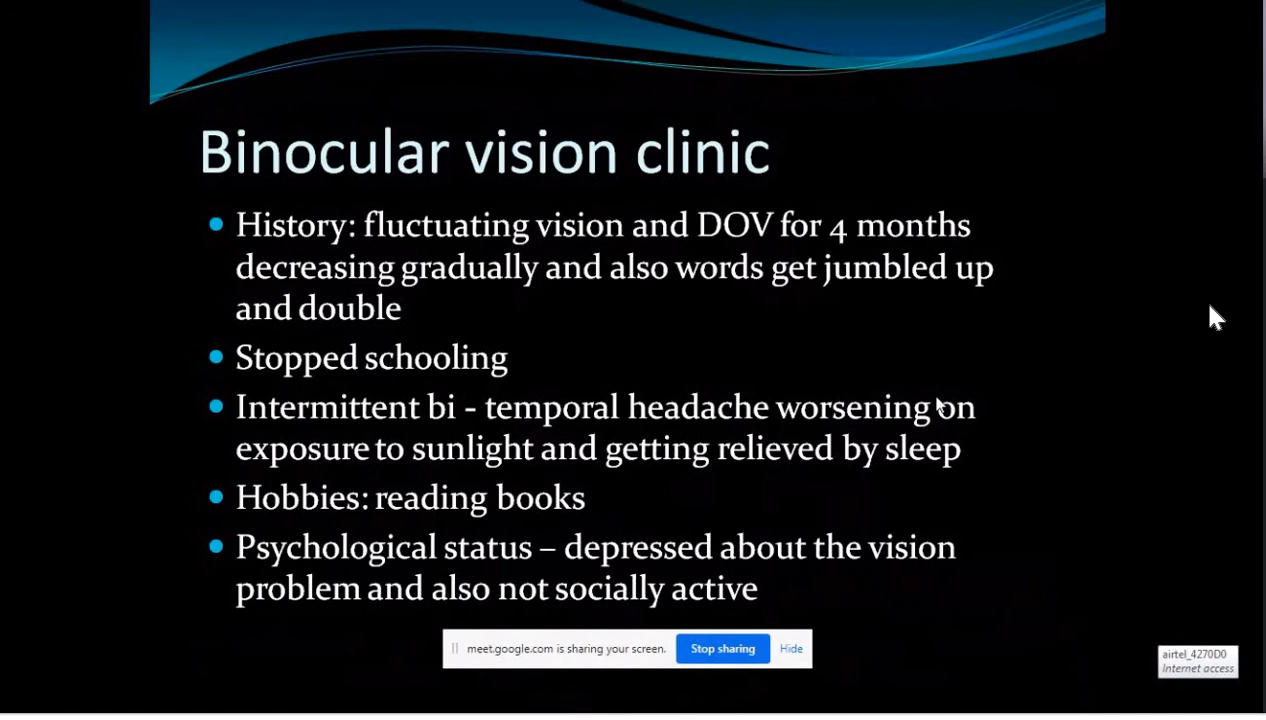 Binocular vision clinic
History: fluctuating vision and DOV for 4 months
decreasing gradually and also words get jumbled up
and double
Stopped schooling
Intermittent bi - temporal headache worsening on
exposure to sunlight and getting relieved by sleep
Hobbies: reading books
Psychological status – depressed about the vision
problem and also not socially active
meet.google.com is sharing your screen. Stop sharing Hide
airtel_4270D0
Internet access